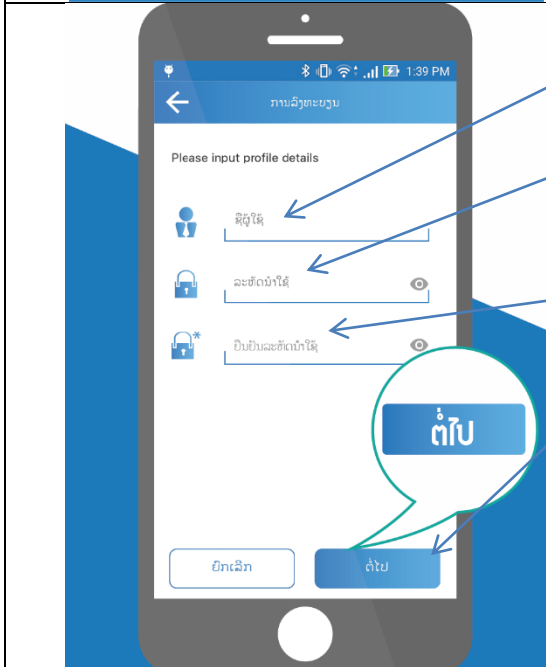 1:39 PM
ການລົງທະບຽນ
Please input profile details
ຊື່ຜູ້ໃຊ້
ລະຫັດນຳໃຊ້
ຢືນຢັນລະຫັດນຳໃຊ້
ຕໍ່ໄປ
ຍົກເລີກ
ຕໍ່ໄປ